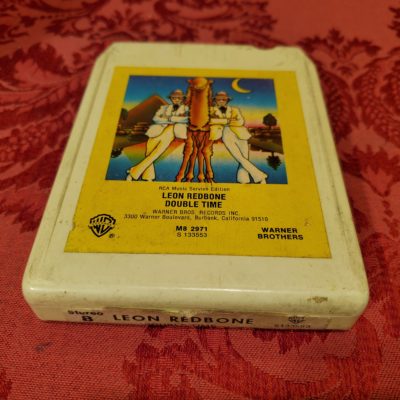 RCA Music Service Edition
LEON REDBONE
DOUBLE TIME
WARNER BROS. RECORDS INC.
3300 Warner Boulevard, Burbank, California 91510
M8 2971
S 133553
WARNER
BROTHERS
Stereo
8
LEON REDBONE